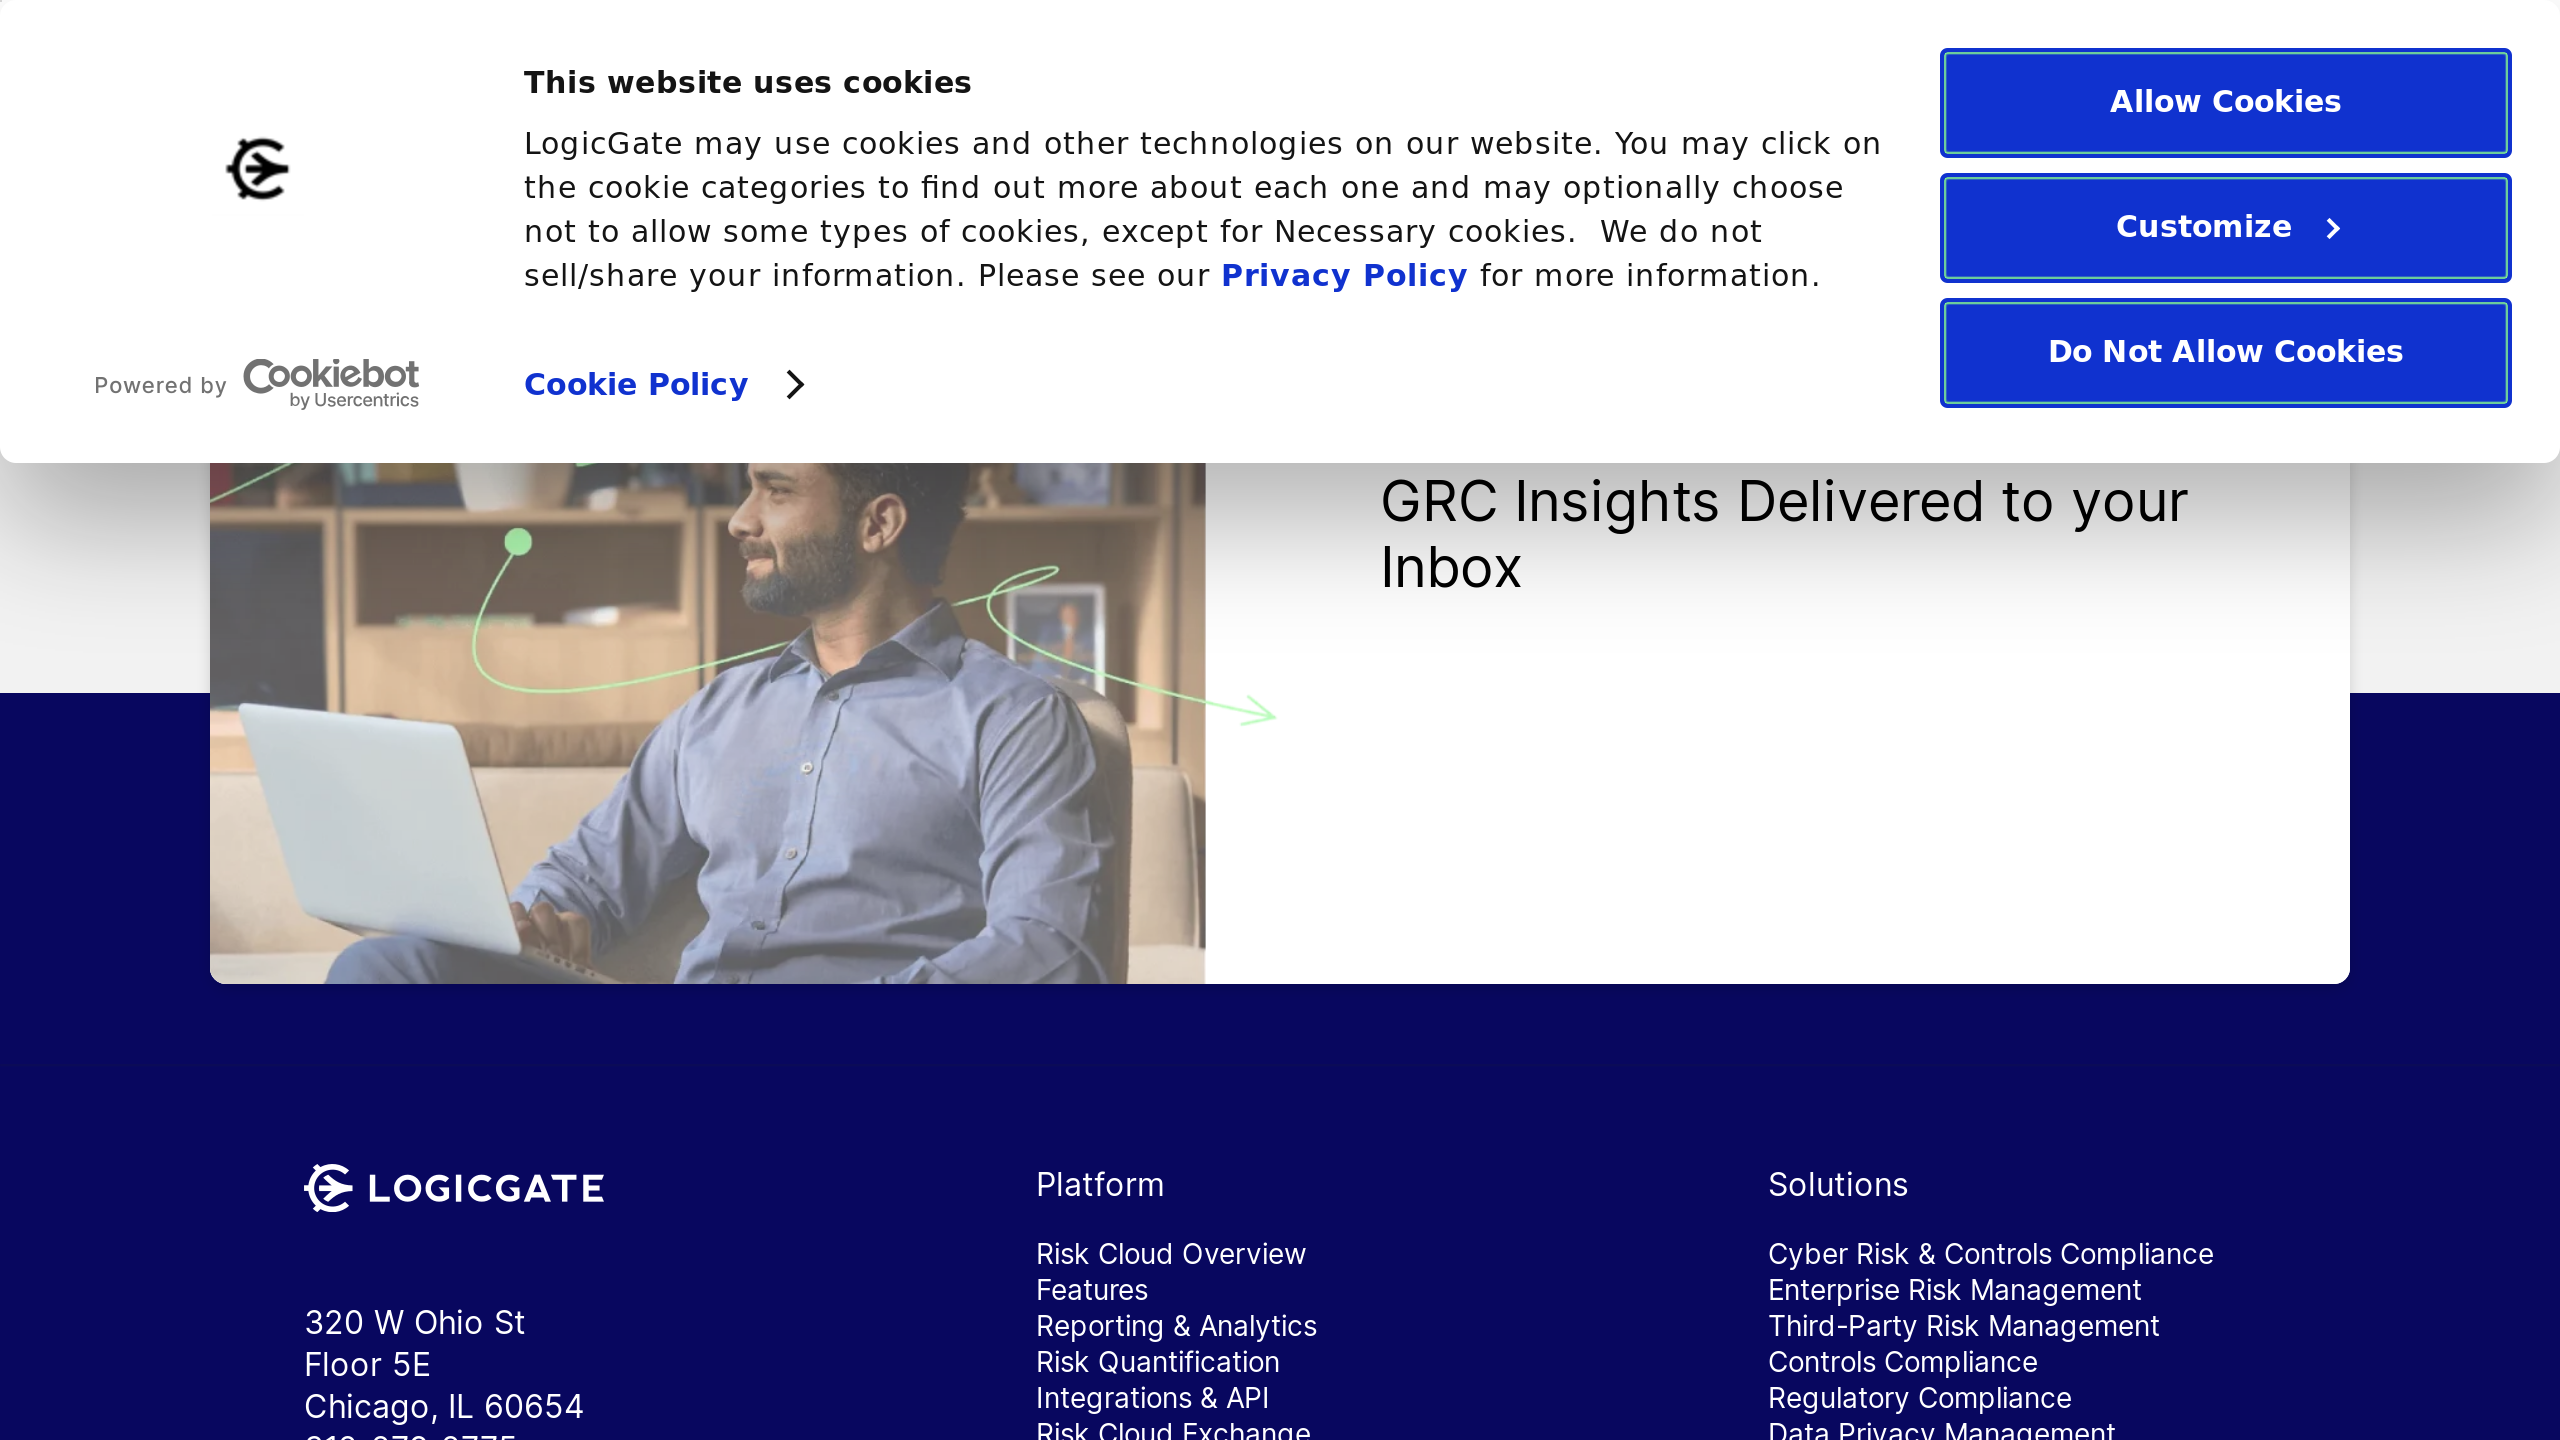 This website uses cookies
LogicGate may use cookies and other technologies on our website. You may click on
the cookie categories to find out more about each one and may optionally choose
not to allow some types of cookies, except for Necessary cookies.  We do not
sell/share your information. Please see our Privacy Policy for more information.
Powered by Cookiebot
by Usercentrics
Cookie Policy
Allow Cookies
Customize
Do Not Allow Cookies
GRC Insights Delivered to your
Inbox
LOGICGATE
320 W Ohio St
Floor 5E
Chicago, IL 60654
Platform
Risk Cloud Overview
Features
Reporting & Analytics
Risk Quantification
Integrations & API
Risk Cloud Exchange
Solutions
Cyber Risk & Controls Compliance
Enterprise Risk Management
Third-Party Risk Management
Controls Compliance
Regulatory Compliance
Data Privacy Management